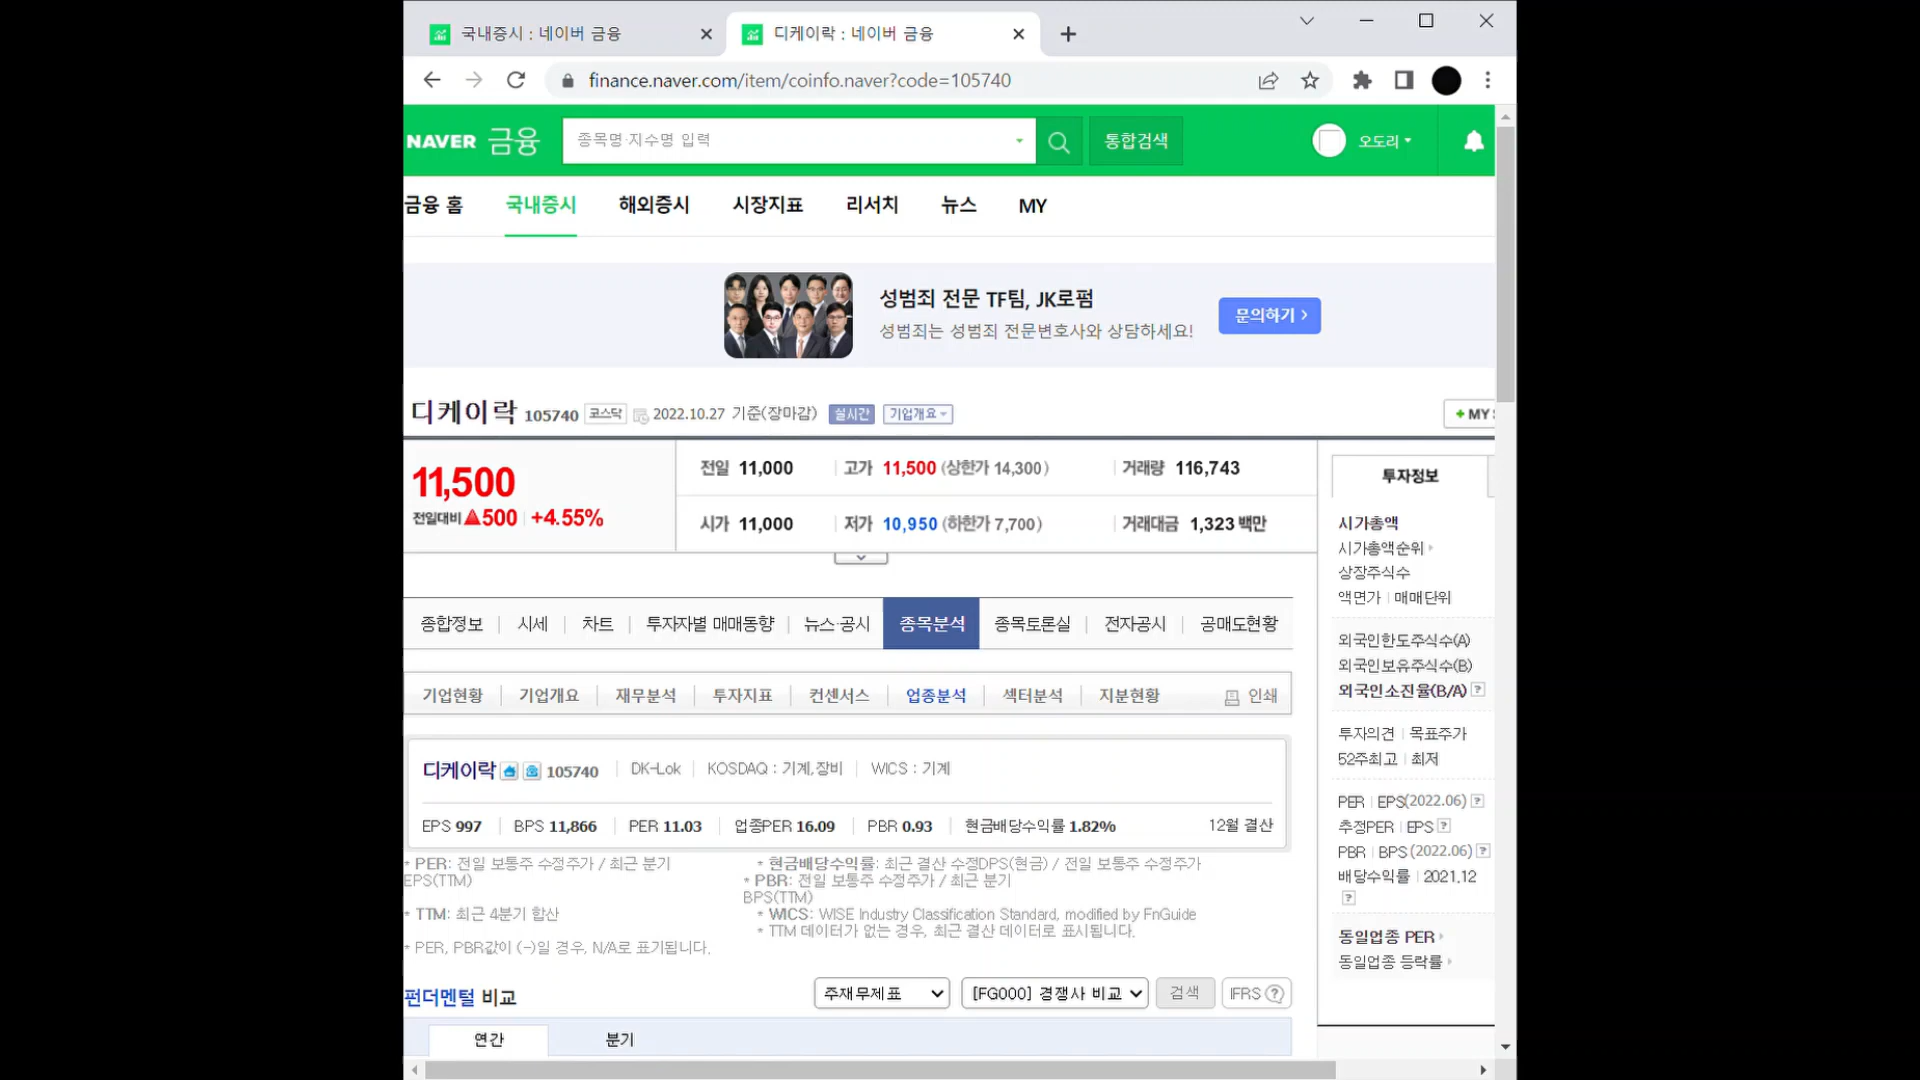 국내증시 : 네이버 금융
디케이락 : 네이버 금융
finance.naver.com/item/coinfo.naver?code=105740
NAVER 금융
종목명·지수명 입력
통합검색
오도리
금융 홈 국내증시 해외증시 시장지표 리서치 뉴스 MY
성범죄 전문 TF팀, JK로펌
성범죄는 성범죄 전문변호사와 상담하세요!
문의하기
디케이락 105740 코스닥 2022.10.27 기준(장마감) 실시간 기업개요
+ MY
11,500
전일대비 ▲500 +4.55%
전일 11,000 고가 11,500 (상한가 14,300) 거래량 116,743
시가 11,000 저가 10,950 (하한가 7,700) 거래대금 1,323 백만
종합정보 시세 차트 투자자별 매매동향 뉴스·공시 종목분석 종목토론실 전자공시 공매도현황
기업현황 기업개요 재무분석 투자지표 컨센서스 업종분석 섹터분석 지분현황 인쇄
디케이락 105740 DK-Lok KOSDAQ : 기계,장비 WICS : 기계
EPS 997 BPS 11,866 PER 11.03 업종PER 16.09 PBR 0.93 현금배당수익률 1.82% 12월 결산
* PER: 전일 보통주 수정주가 / 최근 분기
EPS(TTM)
* TTM: 최근 4분기 합산
* PER, PBR값이 (-)일 경우, N/A로 표기됩니다.
* 현금배당수익률: 최근 결산 수정DPS(현금) / 전일 보통주 수정주가
* PBR: 전일 보통주 수정주가 / 최근 분기
BPS(TTM)
* WICS: WISE Industry Classification Standard, modified by FnGuide
* TTM 데이터가 없는 경우, 최근 결산 데이터로 표시됩니다.
펀더멘털 비교
주재무제표
[FG000] 경쟁사 비교
검색
IFRS ?
연간 분기
투자정보
시가총액
시가총액순위
상장주식수
액면가 매매단위
외국인한도주식수(A)
외국인보유주식수(B)
외국인소진율(B/A) ?
투자의견 목표주가
52주최고 최저
PER EPS(2022.06) ?
추정PER EPS ?
PBR BPS (2022.06) ?
배당수익률 2021.12
?
동일업종 PER
동일업종 등락률